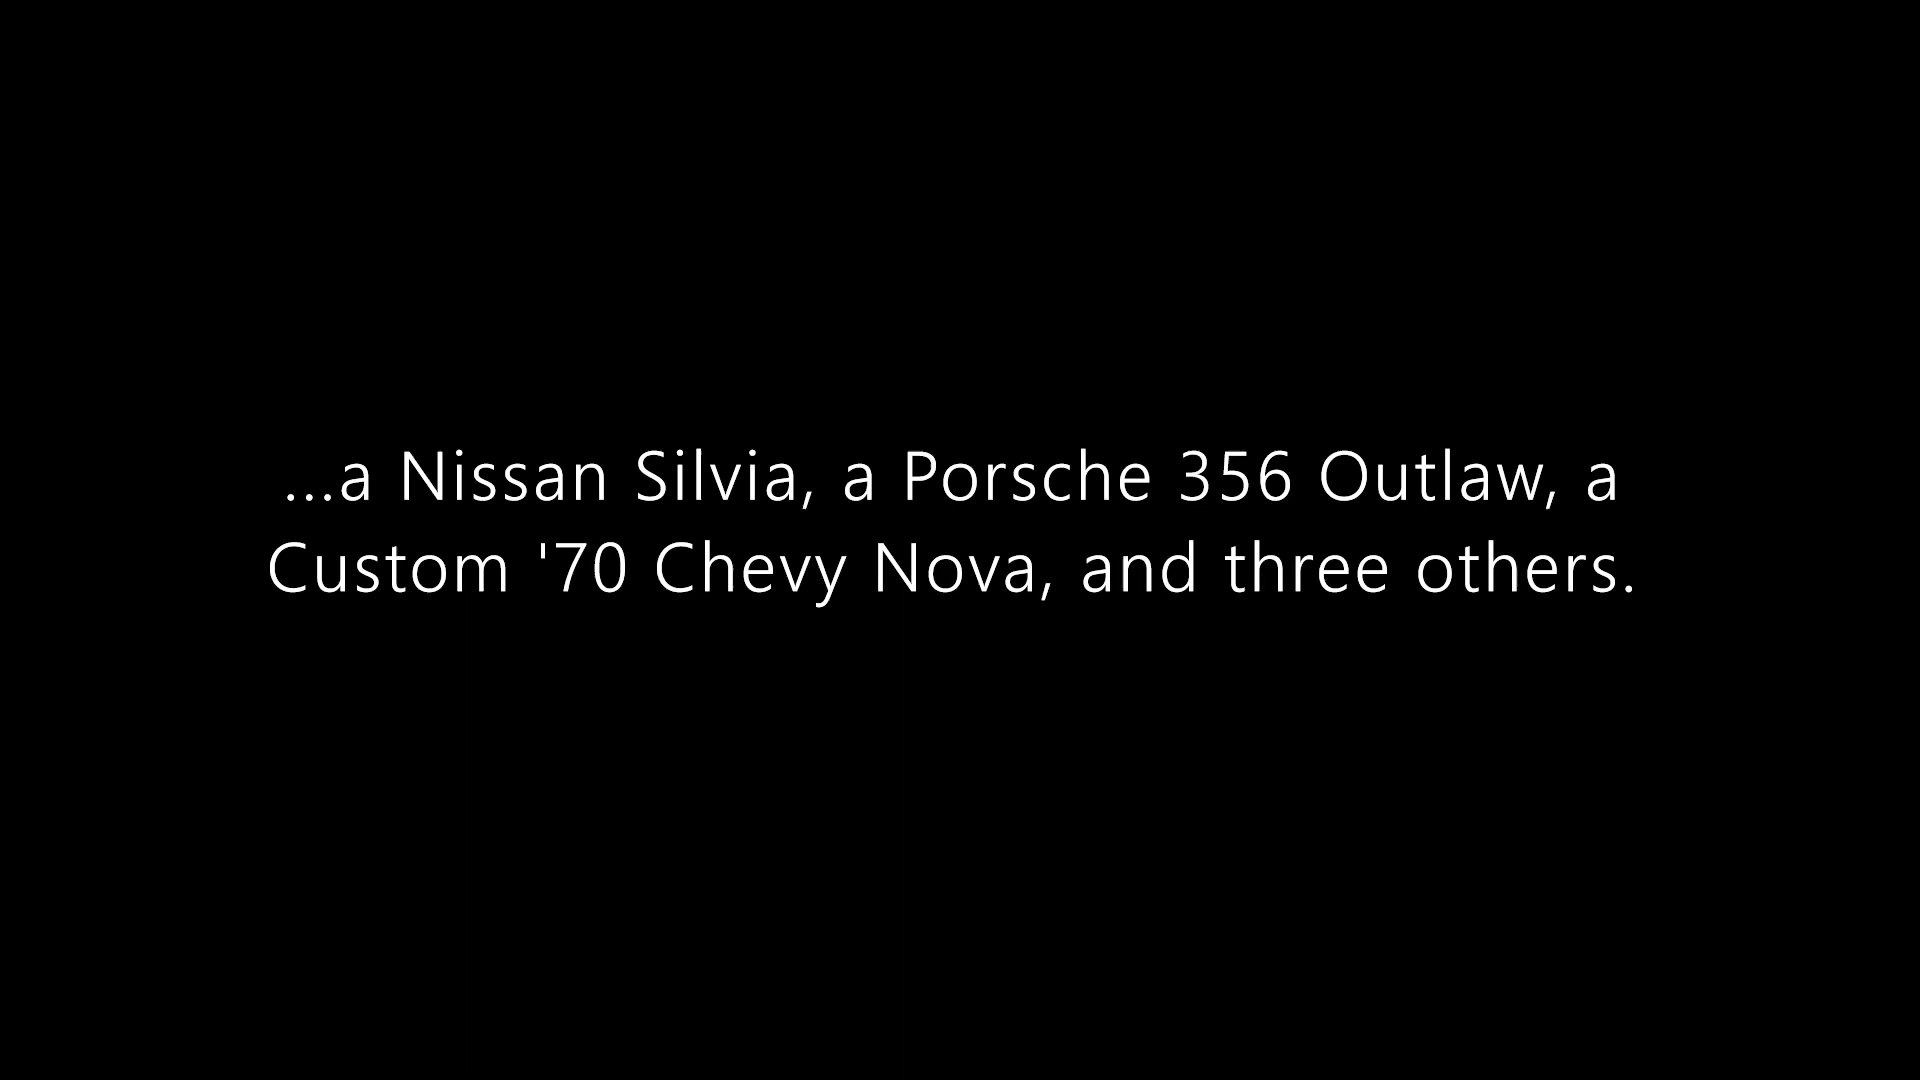 ...a Nissan Silvia, a Porsche 356 Outlaw, a
Custom '70 Chevy Nova, and three others.